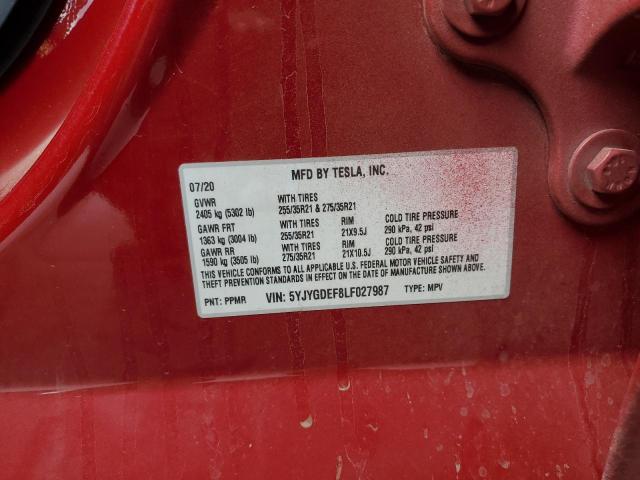 07/20 MFD BY TESLA, INC.
GVWR WITH TIRES
2405 kg (5302 lb) 255/35R21 & 275/35R21
GAWR FRT WITH TIRES RIM COLD TIRE PRESSURE
1363 kg (3004 lb) 255/35R21 21X9.5J 290 kPa, 42 psi
GAWR RR WITH TIRES RIM COLD TIRE PRESSURE
1590 kg (3505 lb) 275/35R21 21X10.5J 290 kPa, 42 psi
THIS VEHICLE CONFORMS TO ALL APPLICABLE U.S. FEDERAL MOTOR VEHICLE SAFETY AND
THEFT PREVENTION STANDARDS IN EFFECT ON THE DATE OF MANUFACTURE SHOWN ABOVE.
PNT: PPMR VIN: 5YJYGDEF8LF027987 TYPE: MPV